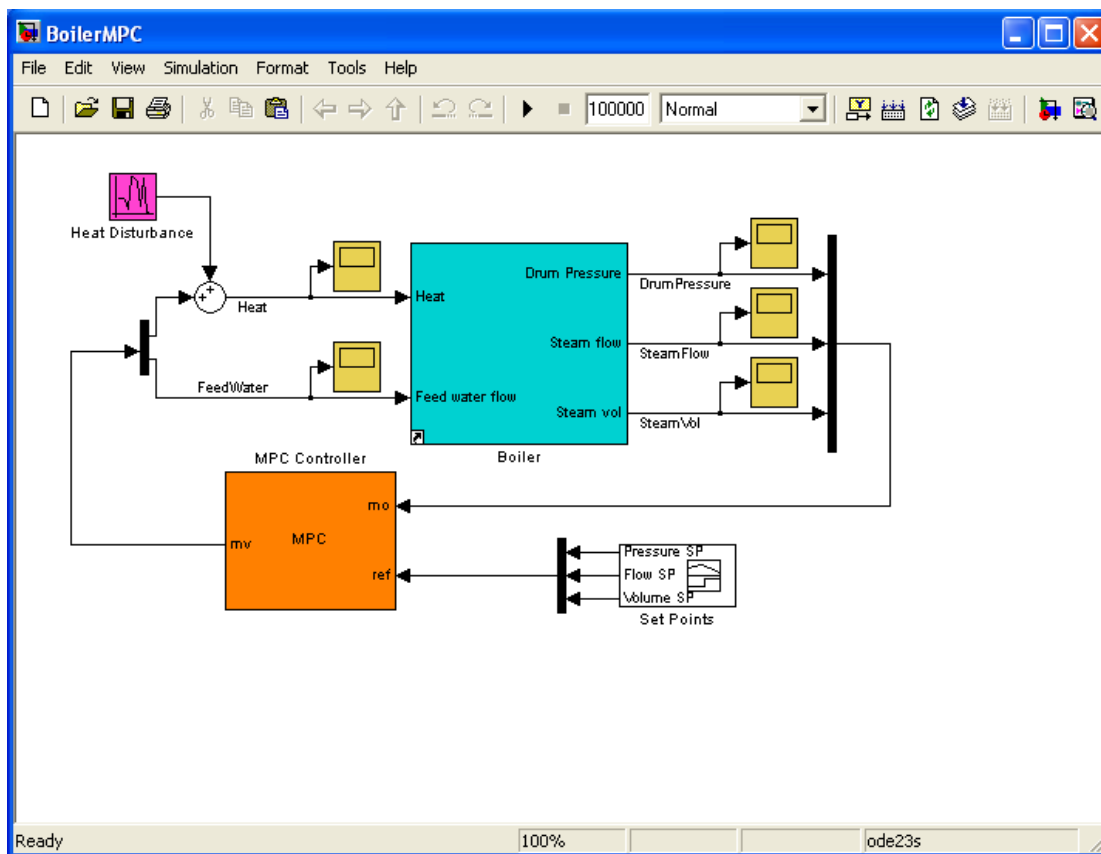 BoilerMPC
File Edit View Simulation Format Tools Help
100000 Normal
Heat Disturbance
Heat
FeedWater
Heat
Feed water flow
Drum Pressure
Steam flow
Steam vol
Boiler
DrumPressure
SteamFlow
SteamVol
MPC Controller
mo
mv
MPC
ref
Pressure SP
Flow SP
Volume SP
Set Points
Ready 100% ode23s